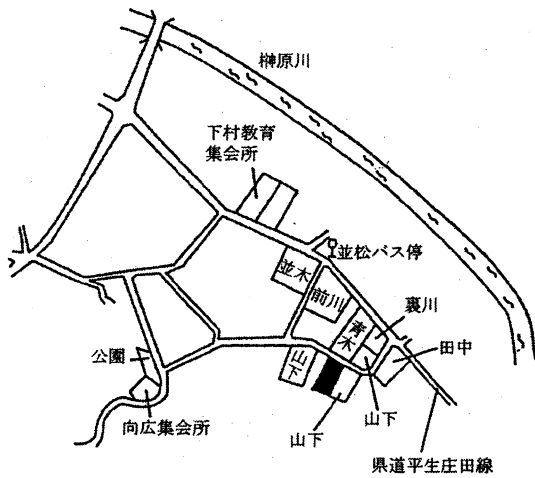 榊原川
下村教育
集会所
並松バス停
並木
前川
裏川
青木
田中
公園
山下
山下
向広集会所
山下
県道平生庄田線